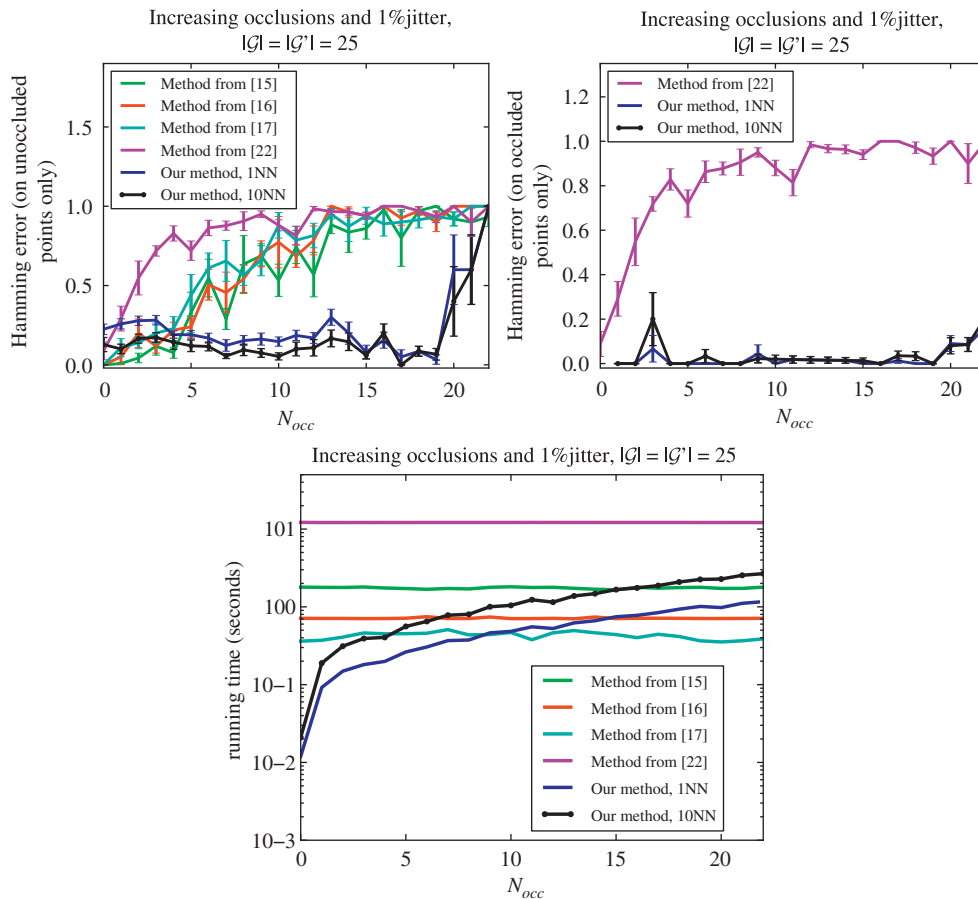 Increasing occlusions and 1%jitter,
|𝒢| = |𝒢'| = 25
Hamming error (on unoccluded
points only)
1.5
1.0
0.5
0.0
Method from [15]
Method from [16]
Method from [17]
Method from [22]
Our method, 1NN
Our method, 10NN
0 5 10 15 20
N_occ
Increasing occlusions and 1%jitter,
|𝒢| = |𝒢'| = 25
Hamming error (on occluded
points only)
1.2
1.0
0.8
0.6
0.4
0.2
0.0
Method from [22]
Our method, 1NN
Our method, 10NN
0 5 10 15 20
N_occ
Increasing occlusions and 1%jitter, |𝒢| = |𝒢'| = 25
running time (seconds)
101
100
10−1
10−2
10−3
Method from [15]
Method from [16]
Method from [17]
Method from [22]
Our method, 1NN
Our method, 10NN
0 5 10 15 20
N_occ